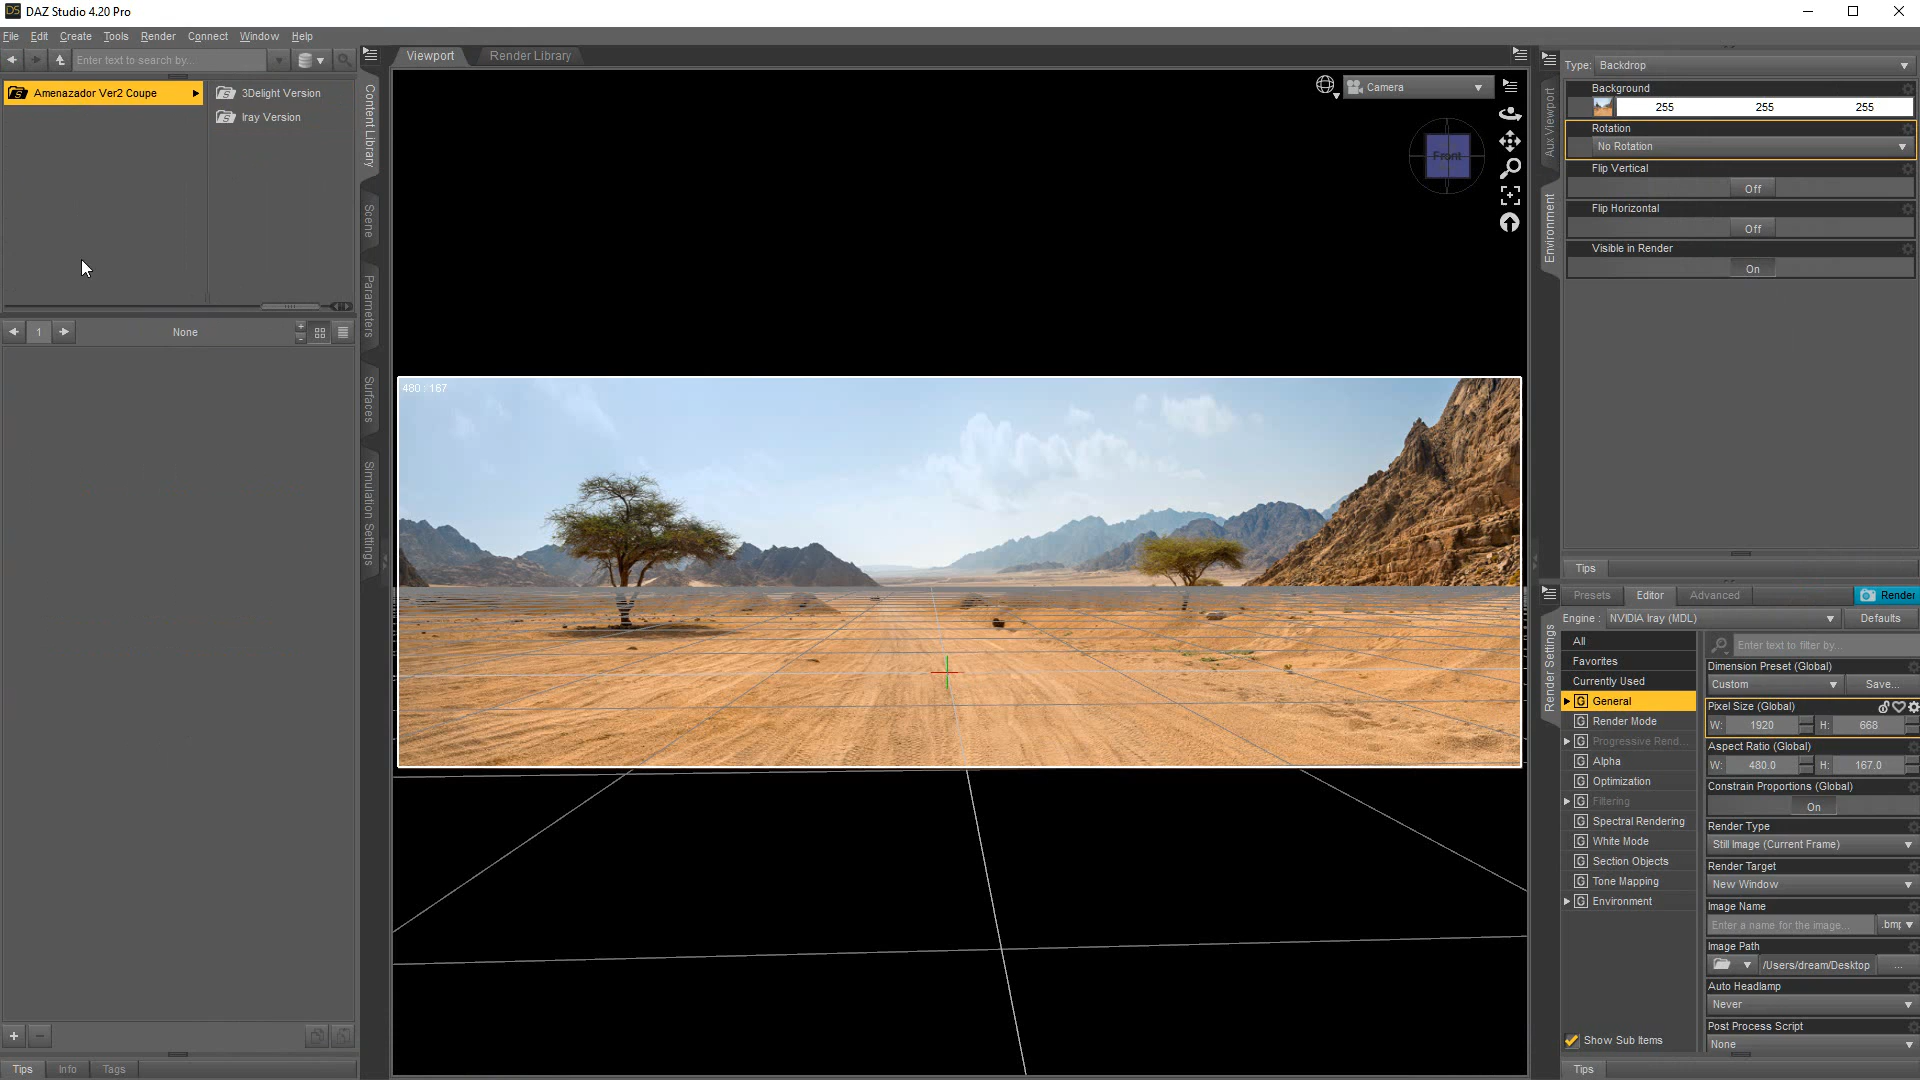 DAZ Studio 4.20 Pro
File Edit Create Tools Render Connect Window Help
Enter text to search by...
Amenazador Ver2 Coupe
3Delight Version
Iray Version
1
None
Tips Info Tags
Content Library
Scene
Parameters
Surfaces
Simulation Settings
Viewport
Render Library
Camera
Front
480 : 167
Aux Viewport
Environment
Type: Backdrop
Background
255 255 255
Rotation
No Rotation
Flip Vertical
Off
Flip Horizontal
Off
Visible in Render
On
Tips
Render Settings
Presets Editor Advanced Render
Engine : NVIDIA Iray (MDL) Defaults
All
Favorites
Currently Used
G General
G Render Mode
G Progressive Rend...
G Alpha
G Optimization
G Filtering
G Spectral Rendering
G White Mode
G Section Objects
G Tone Mapping
G Environment
Show Sub Items
Enter text to filter by...
Dimension Preset (Global)
Custom Save...
Pixel Size (Global)
W: 1920 H: 668
Aspect Ratio (Global)
W: 480.0 H: 167.0
Constrain Proportions (Global)
On
Render Type
Still Image (Current Frame)
Render Target
New Window
Image Name
Enter a name for the image...
Image Path
/Users/dream/Desktop ...
Auto Headlamp
Never
Post Process Script
None
Tips